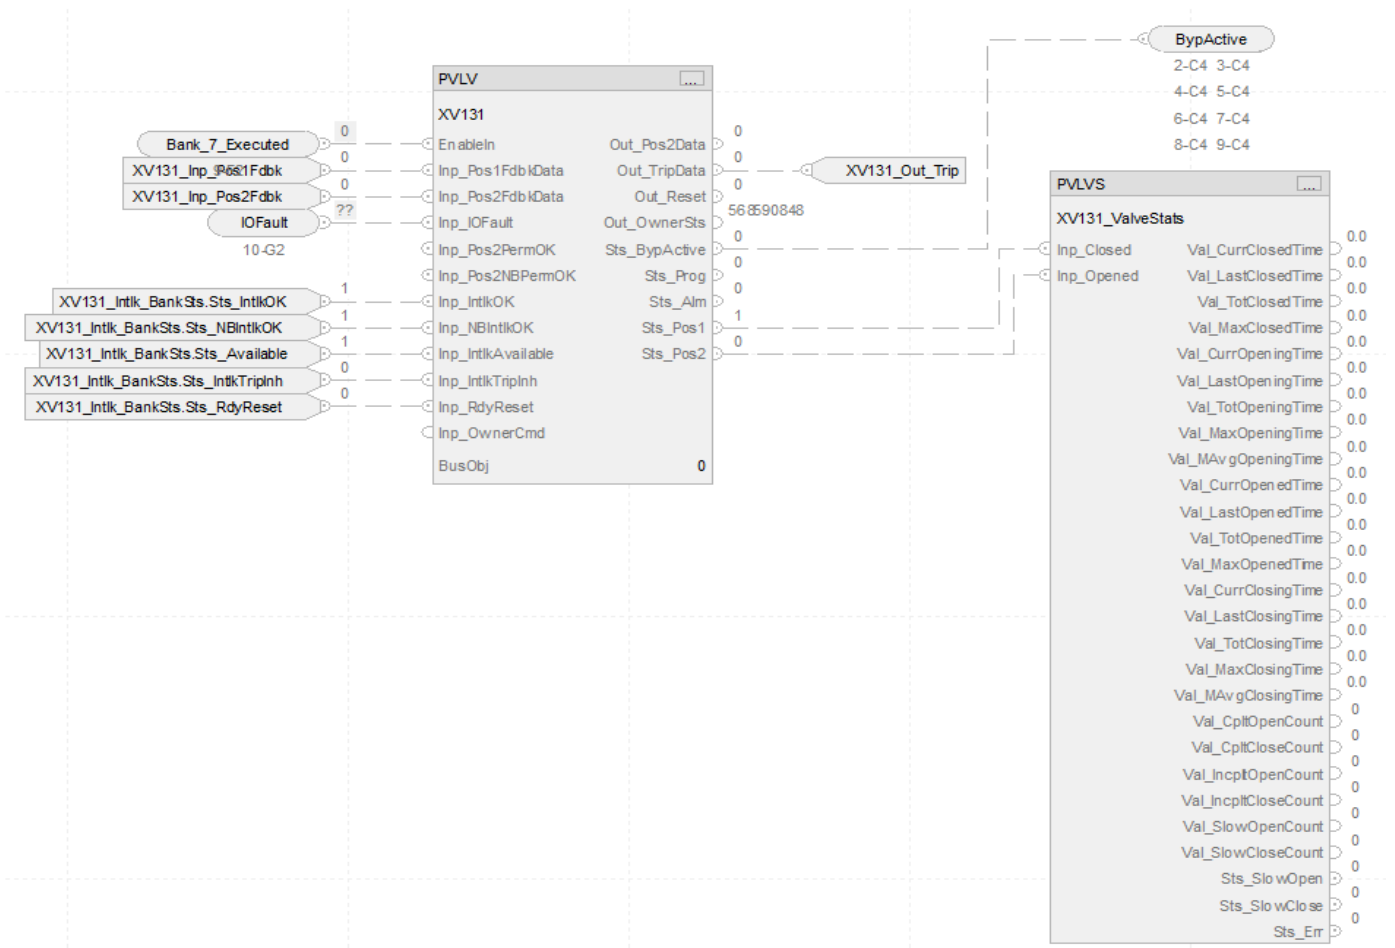 BypActive
2-C4 3-C4
4-C4 5-C4
6-C4 7-C4
8-C4 9-C4
PVLV ...
XV131
Bank_7_Executed 0 EnableIn Out_Pos2Data 0
XV131_Inp_Pos1Fdbk 0 Inp_Pos1FdbkData Out_TripData 0 XV131_Out_Trip
XV131_Inp_Pos2Fdbk 0 Inp_Pos2FdbkData Out_Reset 0
IOFault ?? Inp_IOFault Out_OwnerSts 568590848
10-G2 Inp_Pos2PermOK Sts_BypActive 0
Inp_Pos2NBPermOK Sts_Prog 0
XV131_Intlk_BankSts.Sts_IntlkOK 1 Inp_IntlkOK Sts_Alm 0
XV131_Intlk_BankSts.Sts_NBIntlkOK 1 Inp_NBIntlkOK Sts_Pos1 1
XV131_Intlk_BankSts.Sts_Available 1 Inp_IntlkAvailable Sts_Pos2 0
XV131_Intlk_BankSts.Sts_IntlkTripInh 0 Inp_IntlkTripInh
XV131_Intlk_BankSts.Sts_RdyReset 0 Inp_RdyReset
Inp_OwnerCmd
BusObj 0
PVLVS ...
XV131_ValveStats
Inp_Closed Val_CurrClosedTime 0.0
Inp_Opened Val_LastClosedTime 0.0
Val_TotClosedTime 0.0
Val_MaxClosedTime 0.0
Val_CurrOpeningTime 0.0
Val_LastOpeningTime 0.0
Val_TotOpeningTime 0.0
Val_MaxOpeningTime 0.0
Val_MAvgOpeningTime 0.0
Val_CurrOpenedTime 0.0
Val_LastOpenedTime 0.0
Val_TotOpenedTime 0.0
Val_MaxOpenedTime 0.0
Val_CurrClosingTime 0.0
Val_LastClosingTime 0.0
Val_TotClosingTime 0.0
Val_MaxClosingTime 0.0
Val_MAvgClosingTime 0.0
Val_CpltOpenCount 0
Val_CpltCloseCount 0
Val_IncpltOpenCount 0
Val_IncpltCloseCount 0
Val_SlowOpenCount 0
Val_SlowCloseCount 0
Sts_SlowOpen 0
Sts_SlowClose 0
Sts_Err 0